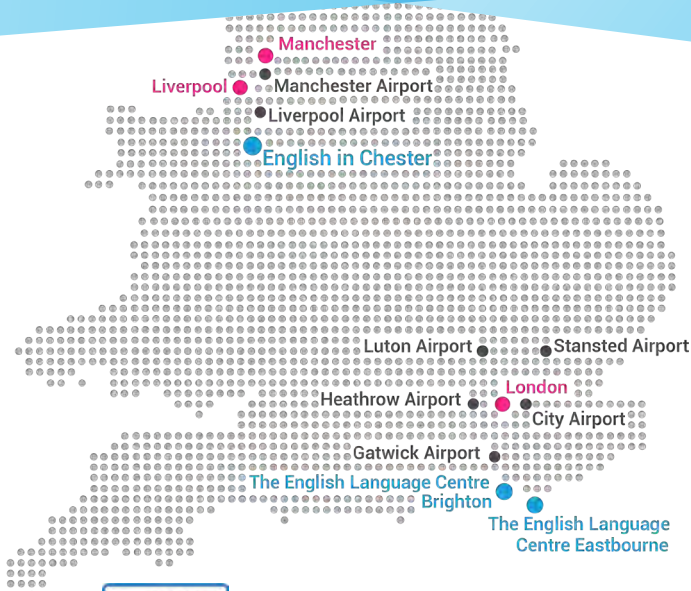 Manchester
Liverpool
Manchester Airport
Liverpool Airport
English in Chester
Luton Airport
Stansted Airport
London
Heathrow Airport
City Airport
Gatwick Airport
The English Language Centre
Brighton
The English Language
Centre Eastbourne